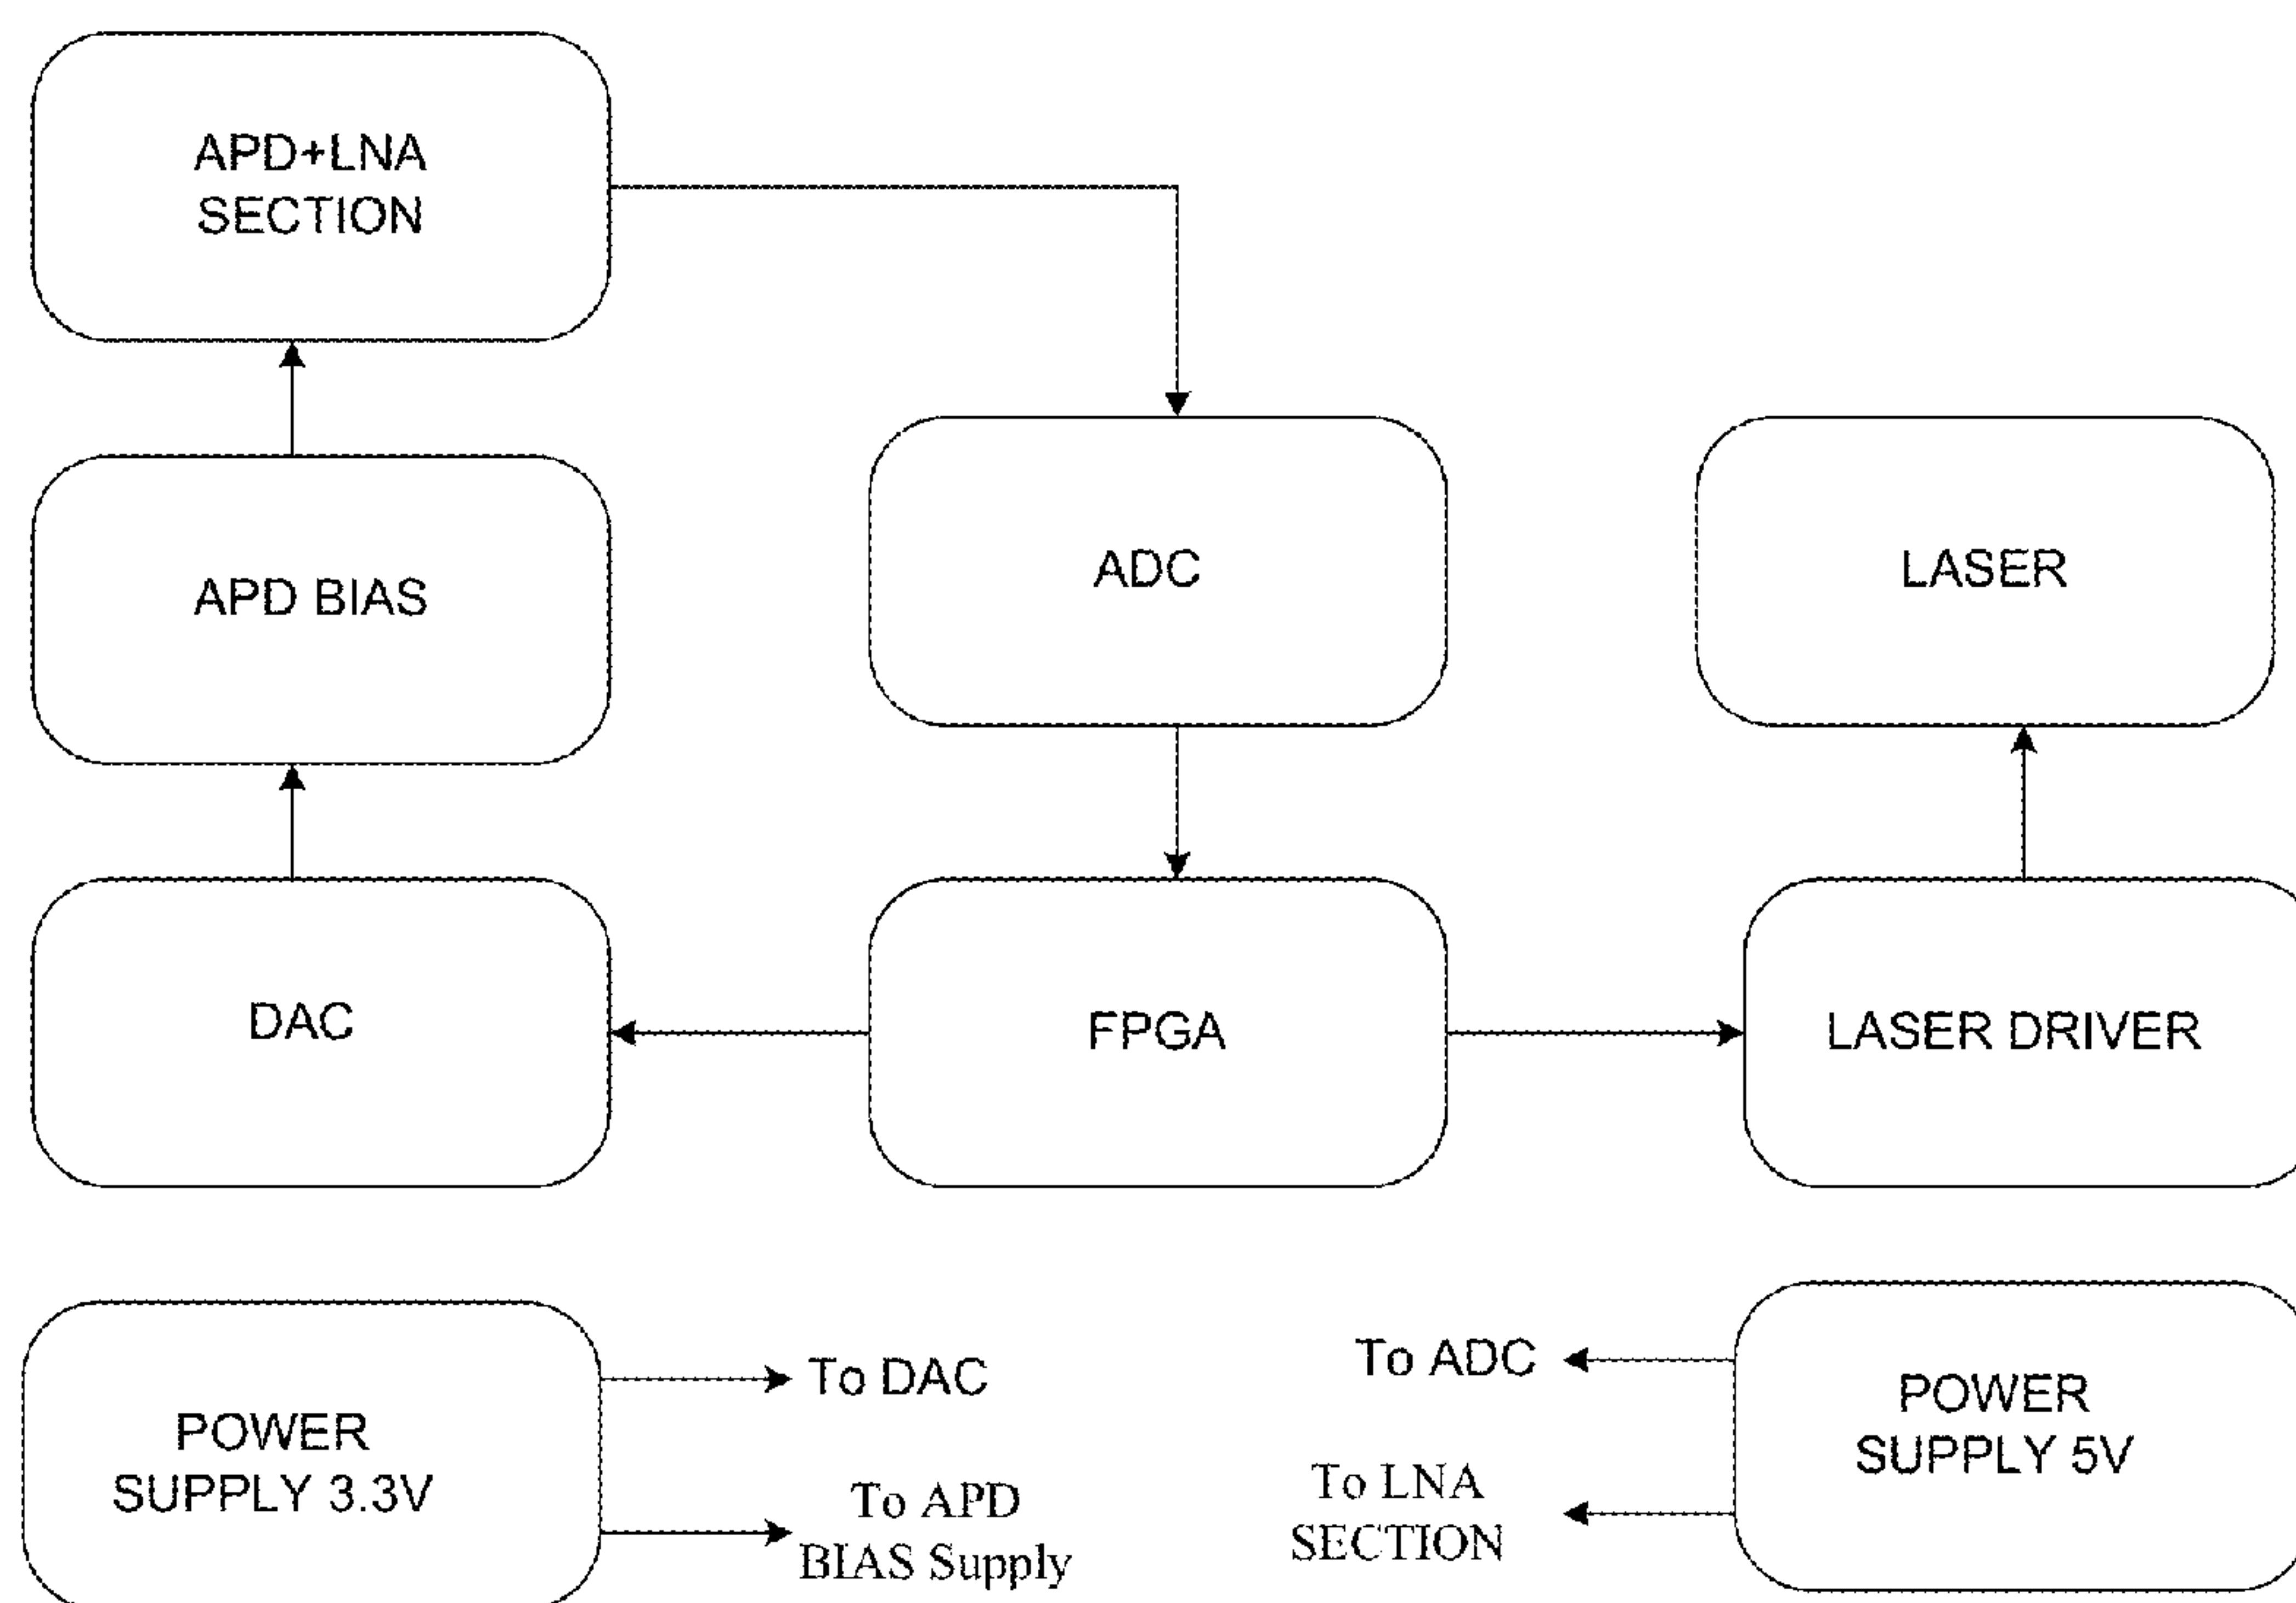 APD+LNA
SECTION
APD BIAS
ADC
LASER
DAC
FPGA
LASER DRIVER
POWER
SUPPLY 3.3V
To DAC
To APD
BIAS Supply
To ADC
To LNA
SECTION
POWER
SUPPLY 5V